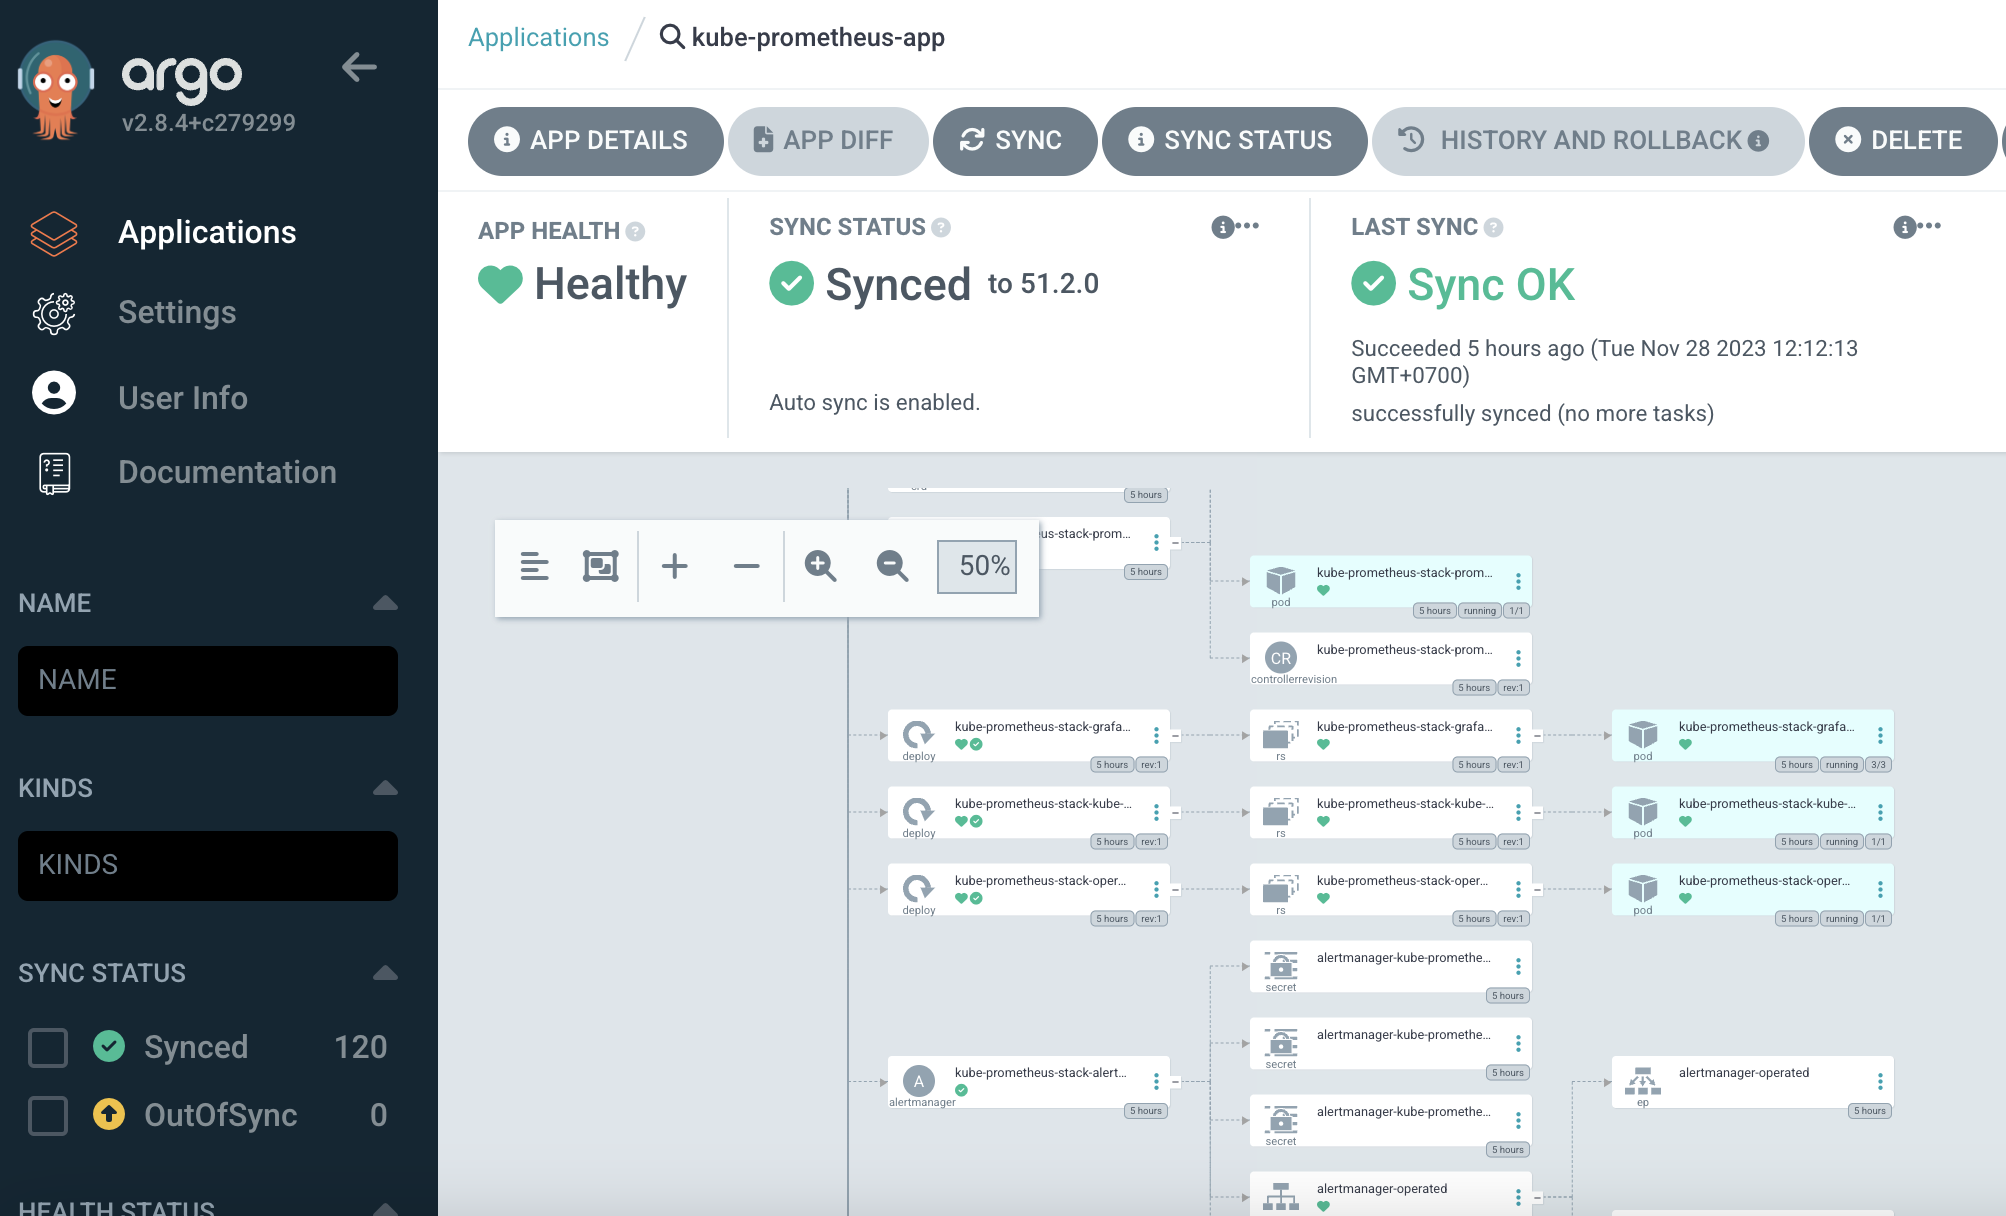 argo
v2.8.4+c279299
Applications
Settings
User Info
Documentation
NAME
NAME
KINDS
KINDS
SYNC STATUS
Synced 120
OutOfSync 0
HEALTH STATUS
Applications / kube-prometheus-app
APP DETAILS APP DIFF SYNC SYNC STATUS HISTORY AND ROLLBACK DELETE
APP HEALTH
Healthy
SYNC STATUS
Synced to 51.2.0
Auto sync is enabled.
LAST SYNC
Sync OK
Succeeded 5 hours ago (Tue Nov 28 2023 12:12:13
GMT+0700)
successfully synced (no more tasks)
50%
5 hours
us-stack-prom...
5 hours
kube-prometheus-stack-prom...
pod
5 hours running 1/1
CR
kube-prometheus-stack-prom...
controllerrevision
5 hours rev:1
kube-prometheus-stack-grafa...
deploy
5 hours rev:1
kube-prometheus-stack-grafa...
rs
5 hours rev:1
kube-prometheus-stack-grafa...
pod
5 hours running 3/3
kube-prometheus-stack-kube-...
deploy
5 hours rev:1
kube-prometheus-stack-kube-...
rs
5 hours rev:1
kube-prometheus-stack-kube-...
pod
5 hours running 1/1
kube-prometheus-stack-oper...
deploy
5 hours rev:1
kube-prometheus-stack-oper...
rs
5 hours rev:1
kube-prometheus-stack-oper...
pod
5 hours running 1/1
alertmanager-kube-promethe...
secret
5 hours
alertmanager-kube-promethe...
secret
5 hours
A
kube-prometheus-stack-alert...
alertmanager
5 hours
alertmanager-operated
ep
5 hours
alertmanager-kube-promethe...
secret
5 hours
alertmanager-operated